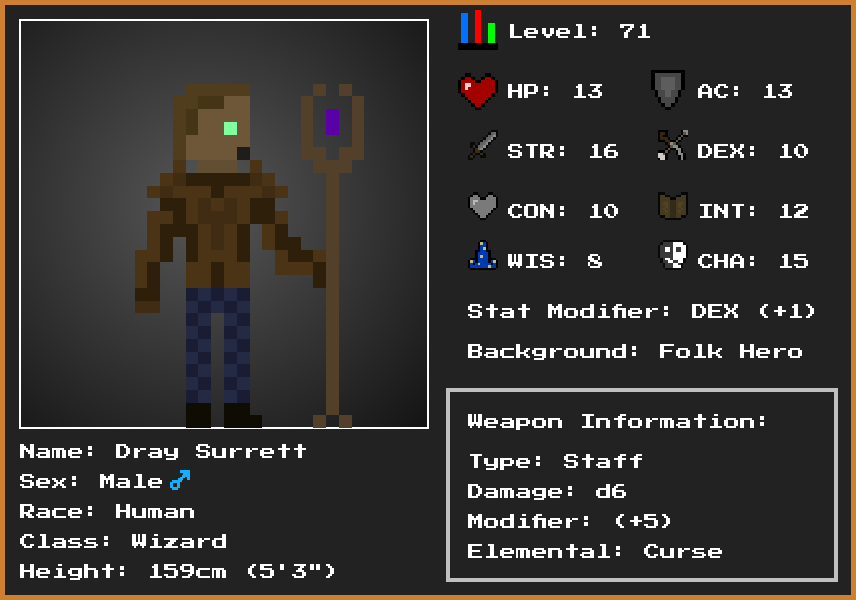 Level: 71
HP: 13 AC: 13
STR: 16 DEX: 10
CON: 10 INT: 12
WIS: 8 CHA: 15
Stat Modifier: DEX (+1)
Background: Folk Hero
Weapon Information:
Type: Staff
Damage: d6
Modifier: (+5)
Elemental: Curse
Name: Dray Surrett
Sex: Male ♂
Race: Human
Class: Wizard
Height: 159cm (5'3")